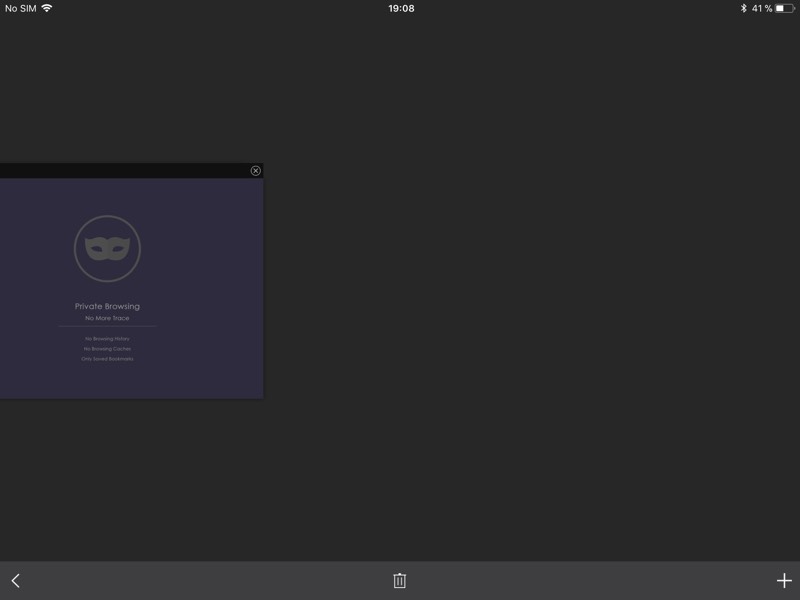 No SIM 19:08 41 %
Private Browsing
No More Trace
No Browsing History
No Browsing Caches
Only Saved Bookmarks